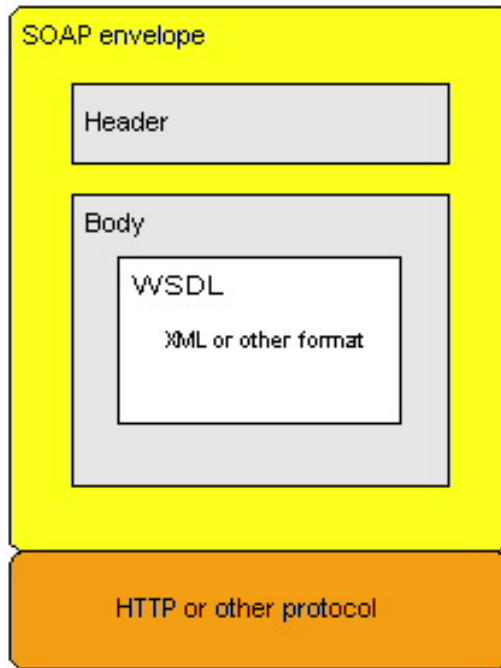 SOAP envelope
Header
Body
WSDL
XML or other format
HTTP or other protocol